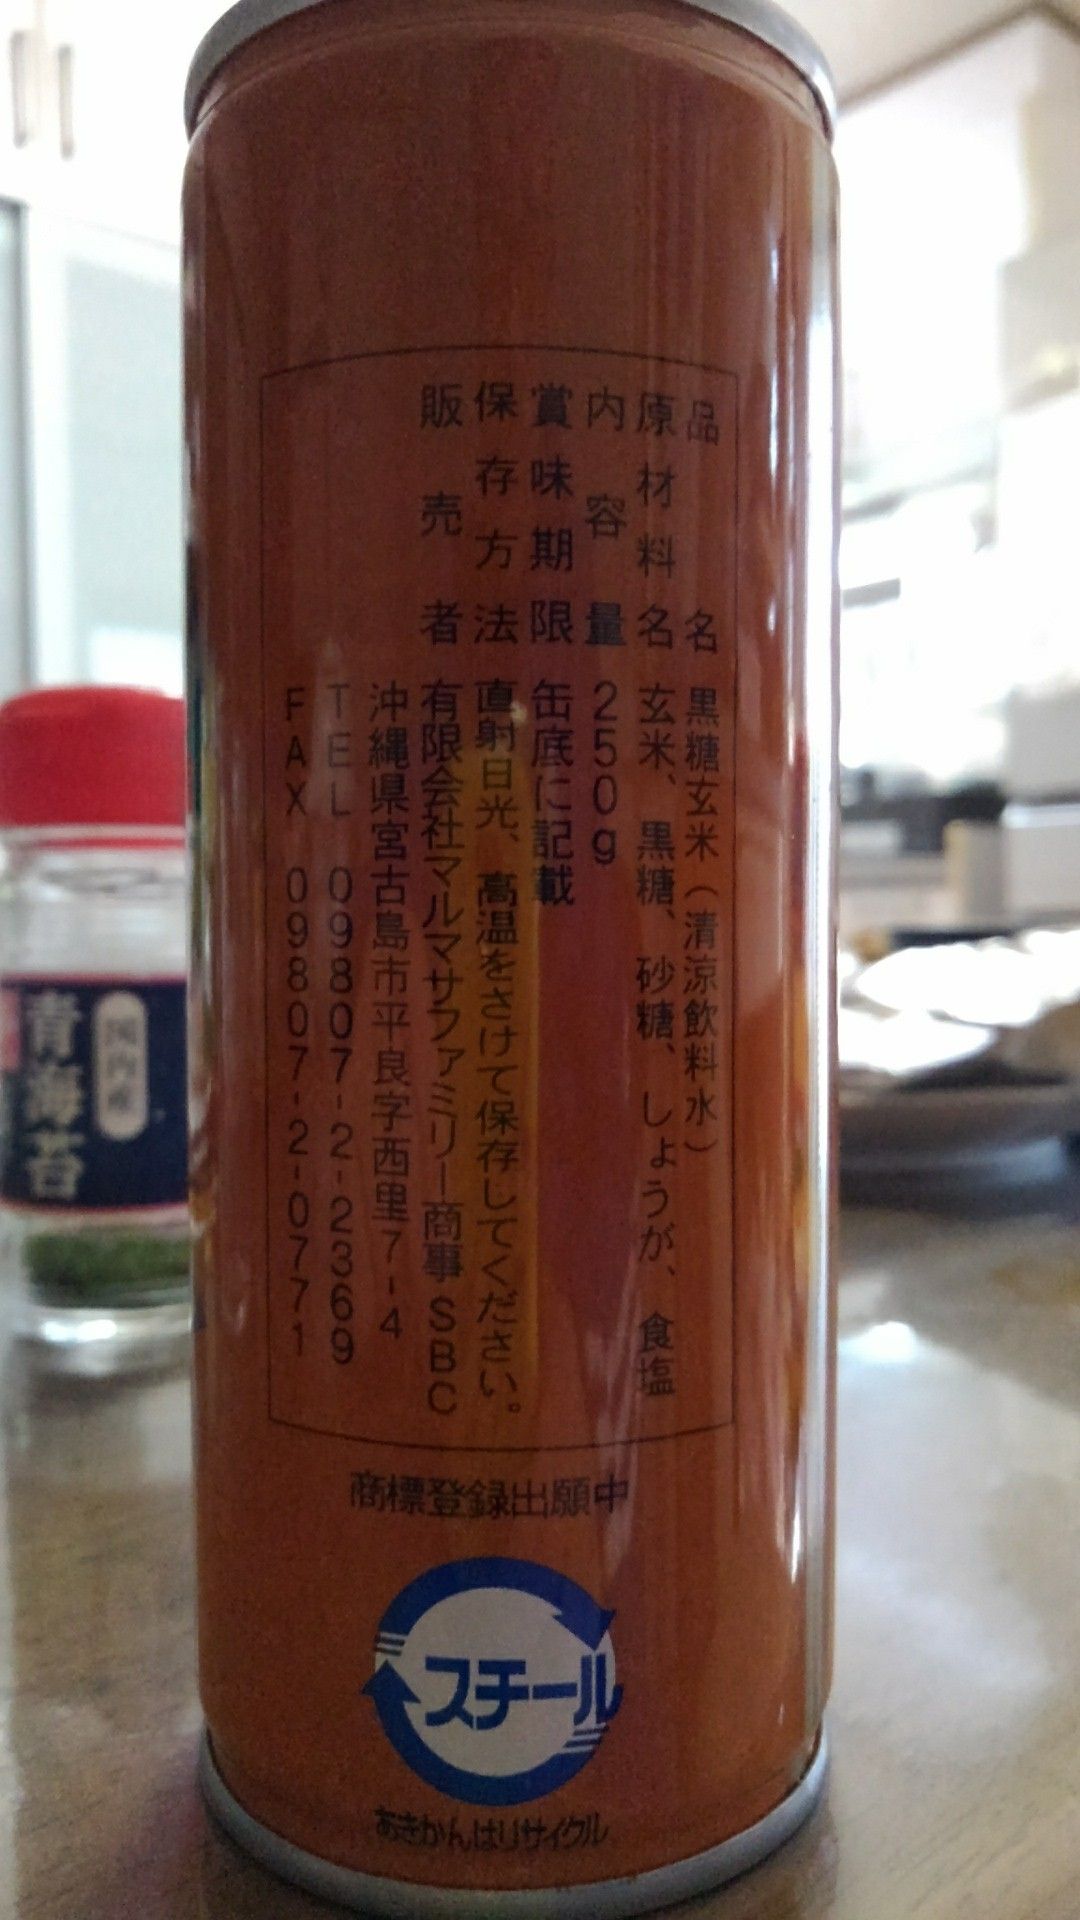 品名 黒糖玄米（清涼飲料水）
原材料名 玄米、黒糖、砂糖、しょうが、食塩
内容量 250g
賞味期限 缶底に記載
保存方法 直射日光、高温をさけて保存してください。
販売者 有限会社マルマサファミリー商事SBC
沖縄県宮古島市平良字西里7-4
TEL 09807-2-2369
FAX 09807-2-0771
商標登録出願中
スチール
あきかんはリサイクル
国内産
青海苔